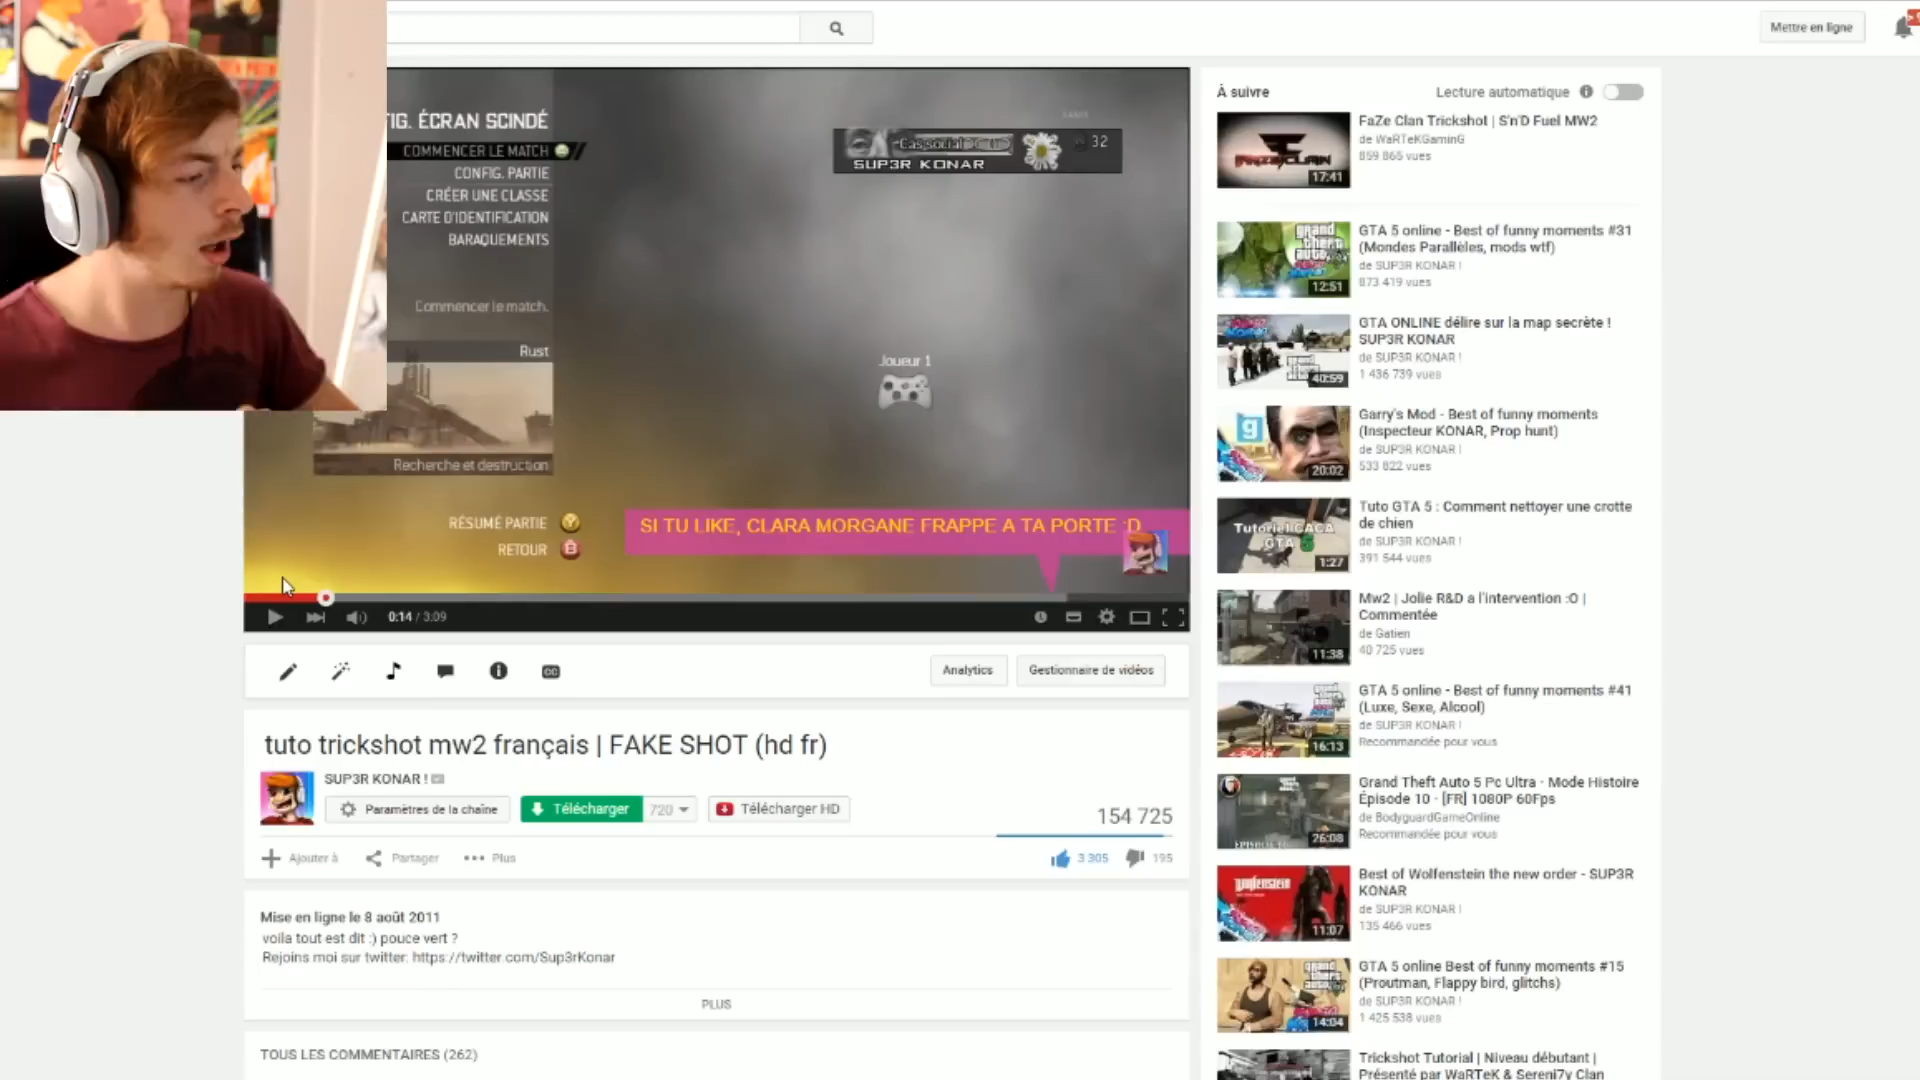 Mettre en ligne
FIG. ÉCRAN SCINDÉ
COMMENCER LE MATCH
CONFIG. PARTIE
CRÉER UNE CLASSE
CARTE D'IDENTIFICATION
BARAQUEMENTS
Commencer le match.
Rust
Recherche et destruction
RÉSUMÉ PARTIE Y
RETOUR B
Cas social
32
SUP3R KONAR
Joueur 1
SI TU LIKE, CLARA MORGANE FRAPPE A TA PORTE :D
0:14 / 3:09
Analytics
Gestionnaire de vidéos
tuto trickshot mw2 français | FAKE SHOT (hd fr)
SUP3R KONAR !
Paramètres de la chaîne
Télécharger
720
Télécharger HD
154 725
Ajouter à
Partager
Plus
3 305
195
Mise en ligne le 8 août 2011
voila tout est dit :) pouce vert ?
Rejoins moi sur twitter: https://twitter.com/Sup3rKonar
PLUS
TOUS LES COMMENTAIRES (262)
À suivre
Lecture automatique
FaZe Clan Trickshot | S'n'D Fuel MW2
de WaRTeKGaminG
859 865 vues
17:41
GTA 5 online - Best of funny moments #31
(Mondes Parallèles, mods wtf)
de SUP3R KONAR !
873 419 vues
12:51
GTA ONLINE délire sur la map secrète !
SUP3R KONAR
de SUP3R KONAR !
1 436 739 vues
40:59
Garry's Mod - Best of funny moments
(Inspecteur KONAR, Prop hunt)
de SUP3R KONAR !
533 822 vues
20:02
Tuto GTA 5 : Comment nettoyer une crotte
de chien
de SUP3R KONAR !
391 544 vues
Tutoriel CACA
GTA 5
1:27
Mw2 | Jolie R&D a l'intervention :O |
Commentée
de Gatien
40 725 vues
11:38
GTA 5 online - Best of funny moments #41
(Luxe, Sexe, Alcool)
de SUP3R KONAR !
Recommandée pour vous
16:13
Grand Theft Auto 5 Pc Ultra - Mode Histoire
Épisode 10 - [FR] 1080P 60Fps
de BodyguardGameOnline
Recommandée pour vous
26:08
Best of Wolfenstein the new order - SUP3R
KONAR
de SUP3R KONAR !
135 466 vues
Wolfenstein
11:07
GTA 5 online Best of funny moments #15
(Proutman, Flappy bird, glitchs)
de SUP3R KONAR !
1 425 538 vues
14:04
Trickshot Tutorial | Niveau débutant |
Présenté par WaRTeK & Sereni7y Clan